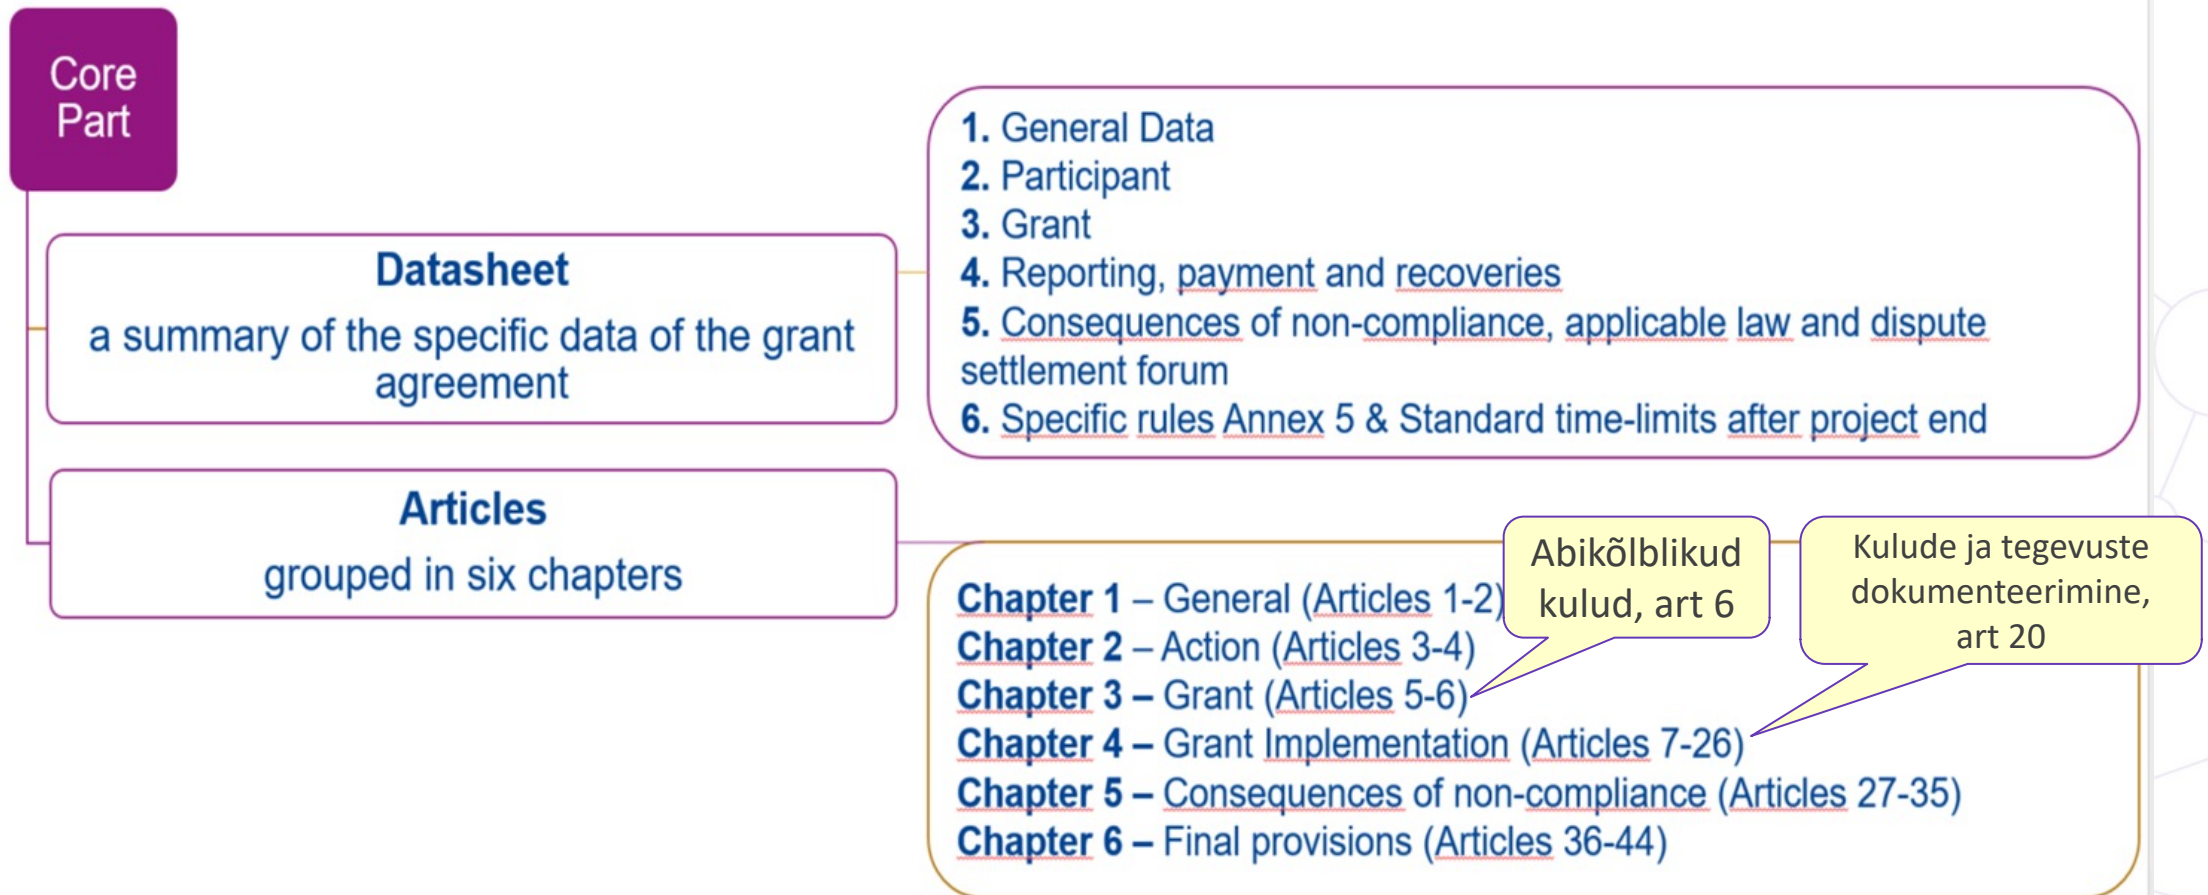 Core
Part
Datasheet
a summary of the specific data of the grant
agreement
1. General Data
2. Participant
3. Grant
4. Reporting, payment and recoveries
5. Consequences of non-compliance, applicable law and dispute
settlement forum
6. Specific rules Annex 5 & Standard time-limits after project end
Articles
grouped in six chapters
Chapter 1 – General (Articles 1-2)
Chapter 2 – Action (Articles 3-4)
Chapter 3 – Grant (Articles 5-6)
Chapter 4 – Grant Implementation (Articles 7-26)
Chapter 5 – Consequences of non-compliance (Articles 27-35)
Chapter 6 – Final provisions (Articles 36-44)
Abikõlblikud
kulud, art 6
Kulude ja tegevuste
dokumenteerimine,
art 20